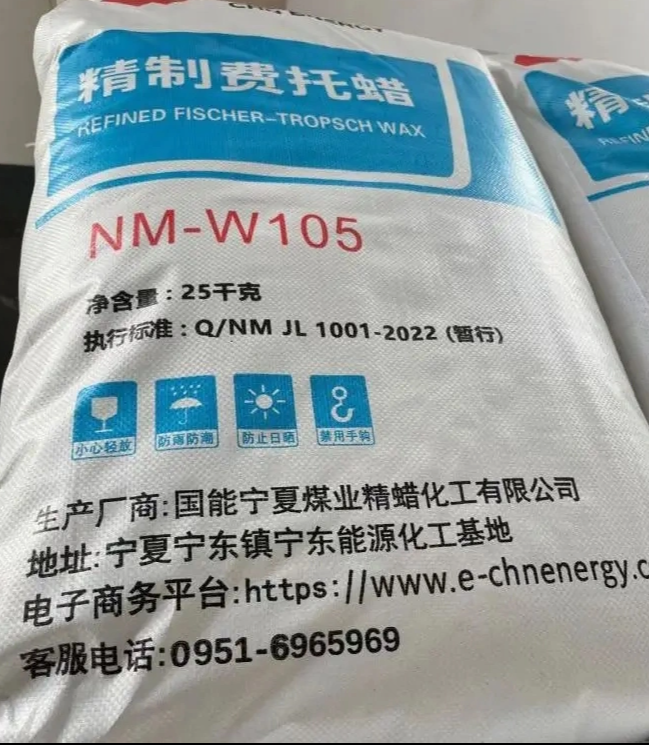 CHN ENERGY
精制费托蜡
REFINED FISCHER-TROPSCH WAX
NM-W105
净含量：25千克
执行标准：Q/NM JL 1001-2022 (暂行)
小心轻放
防雨防潮
防止日晒
禁用手钩
生产厂商:国能宁夏煤业精蜡化工有限公司
地址:宁夏宁东镇宁东能源化工基地
电子商务平台:https://www.e-chnenergy.c
客服电话:0951-6965969
精
REFIN